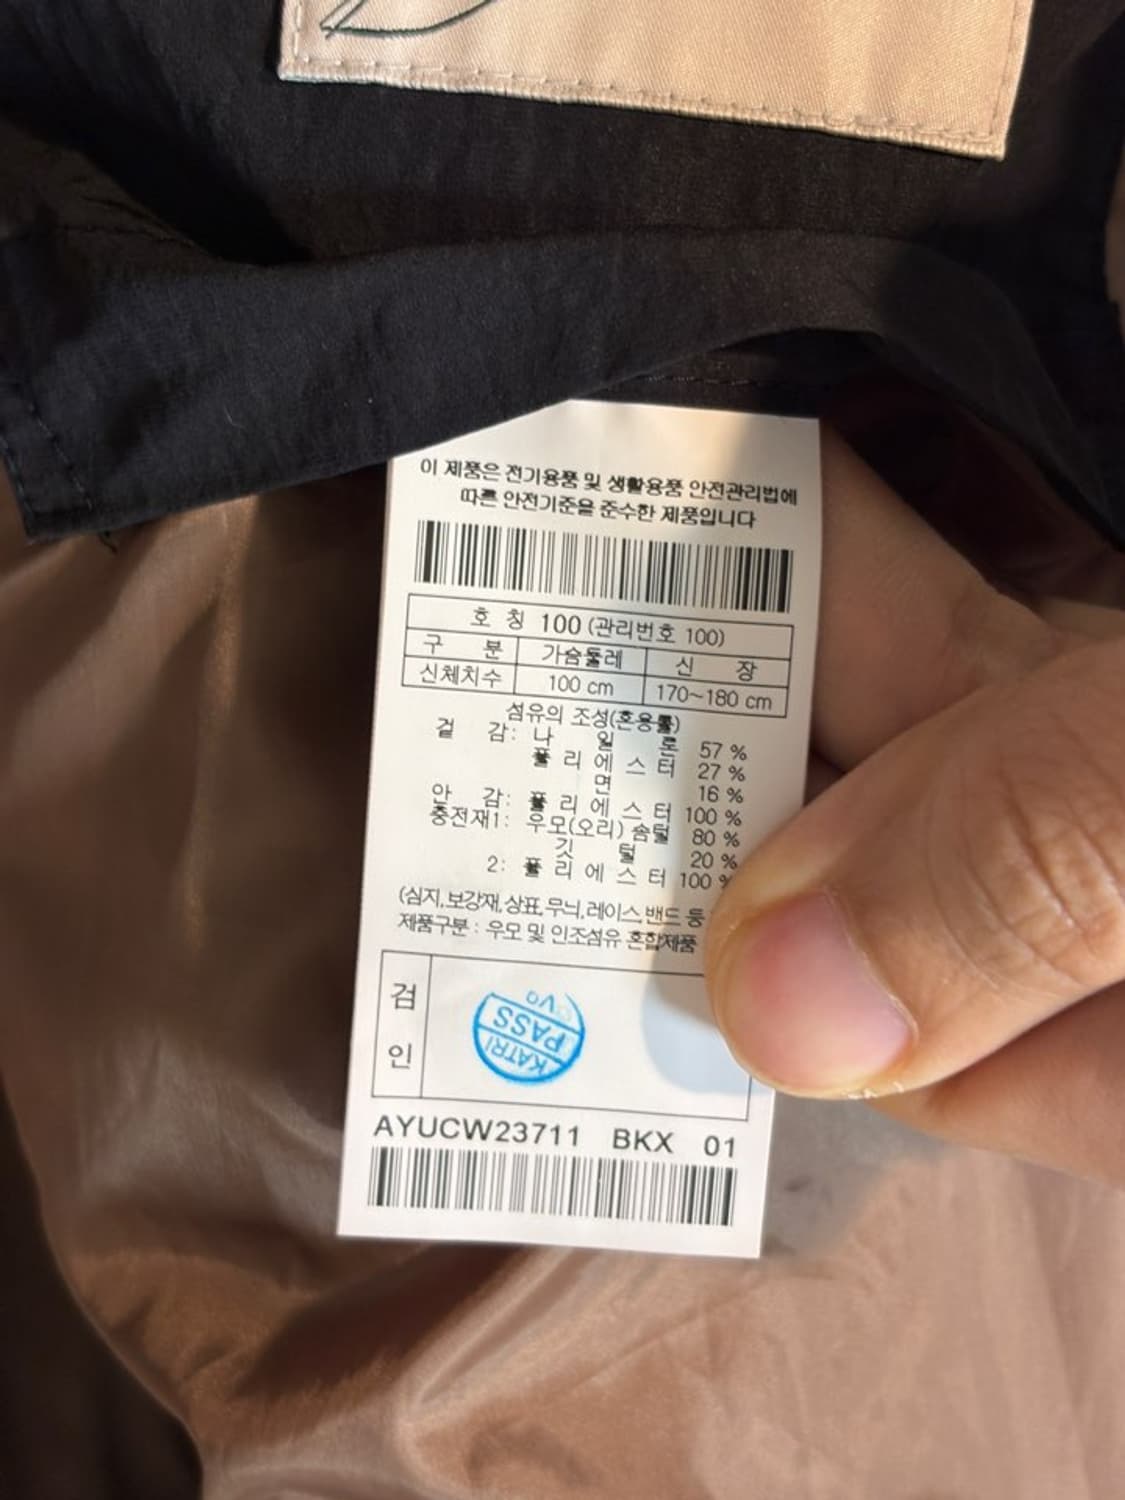 이 제품은 전기용품 및 생활용품 안전관리법에
따른 안전기준을 준수한 제품입니다
호 칭 100 (관리번호 100)
구 분 가슴둘레 신 장
신체치수 100 cm 170~180 cm
섬유의 조성(혼용률)
겉 감: 나 일 론 57 %
폴 리 에 스 터 27 %
면 16 %
안 감: 폴 리 에 스 터 100 %
충전재1: 우모(오리) 솜털 80 %
깃 털 20 %
2: 폴 리 에 스 터 100 %
(심지,보강재,상표,무늬,레이스,밴드 등
제품구분 : 우모 및 인조섬유 혼합제품
검
인
KATRI
PASS
AYUCW23711 BKX 01